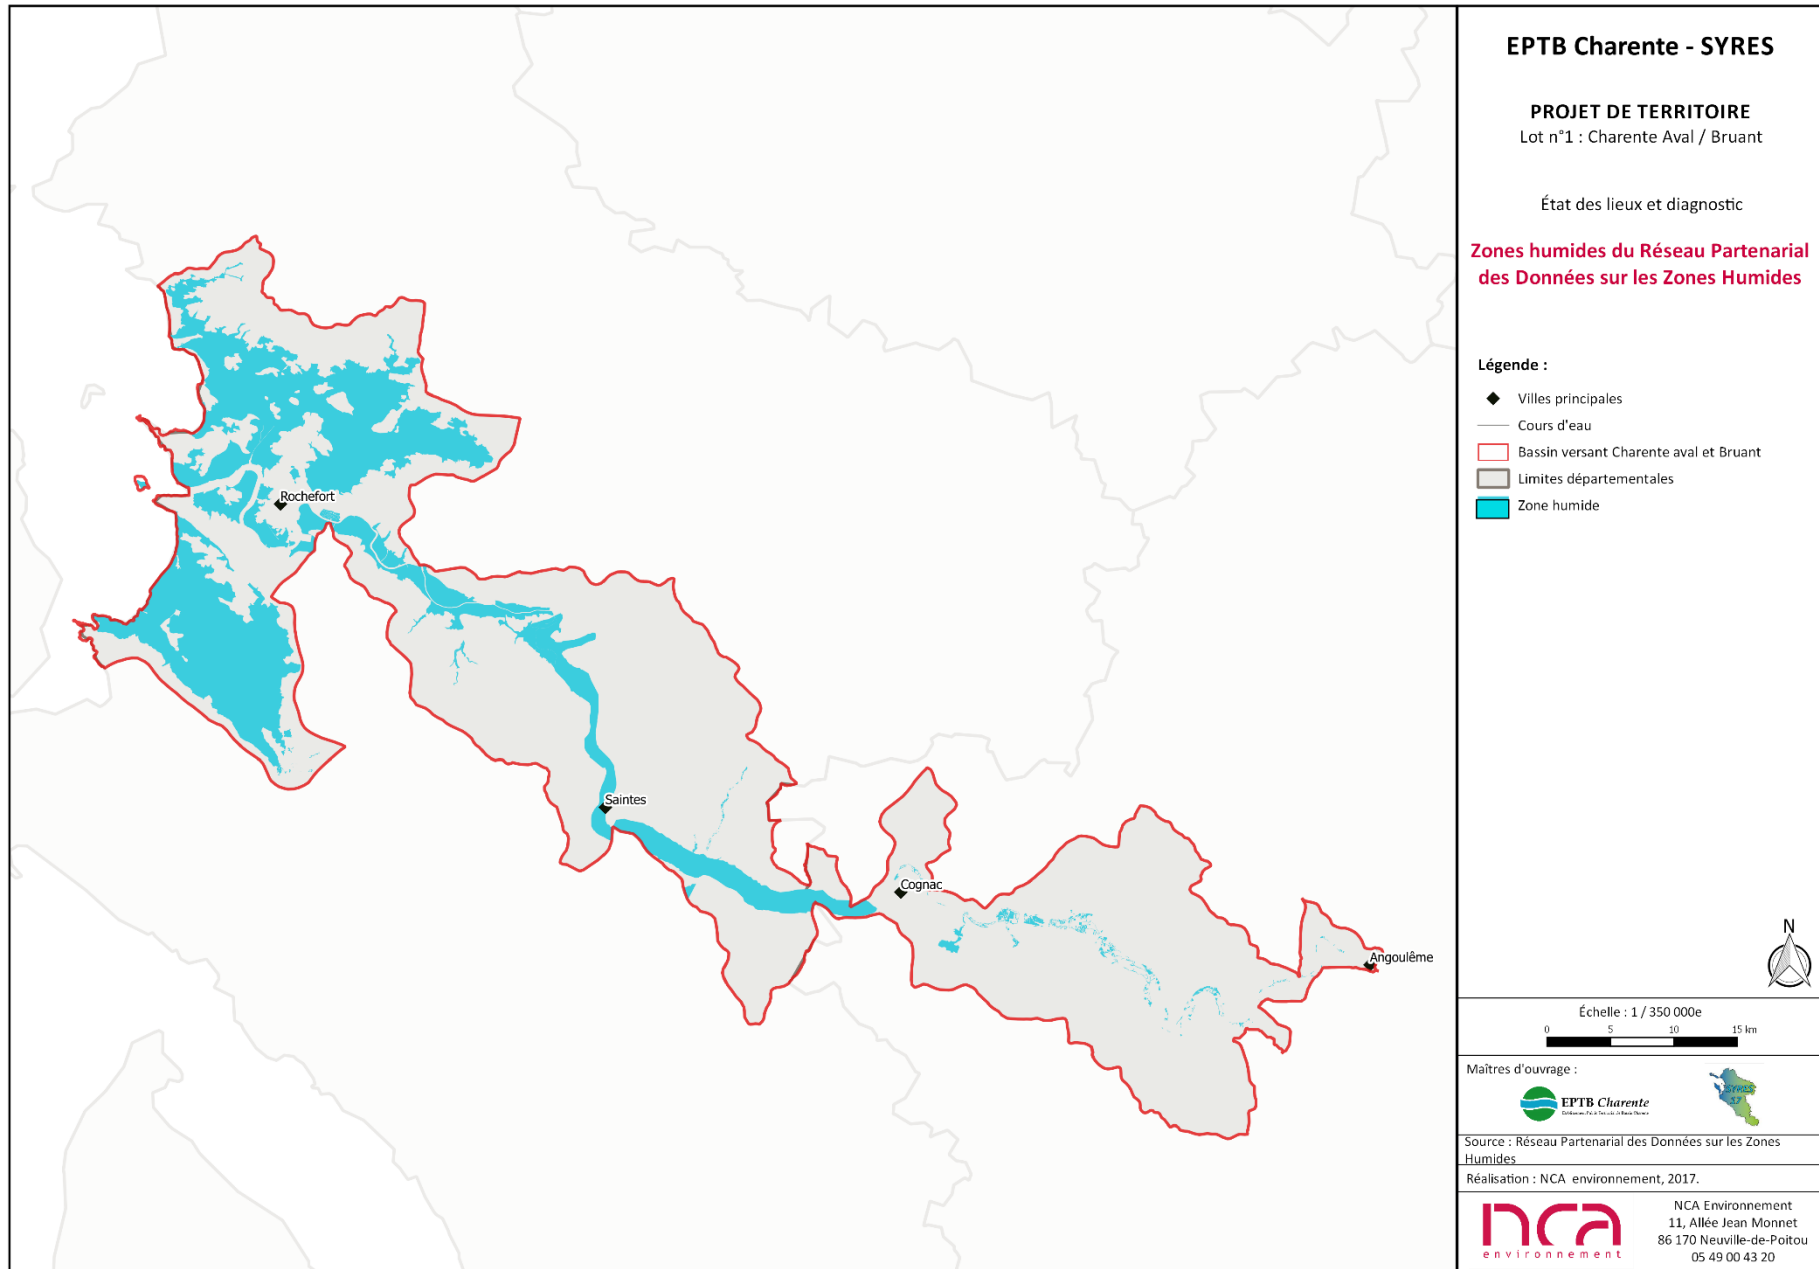 EPTB Charente - SYRES
PROJET DE TERRITOIRE
Lot n°1 : Charente Aval / Bruant
État des lieux et diagnostic
Zones humides du Réseau Partenarial
des Données sur les Zones Humides
Légende :
Villes principales
Cours d'eau
Bassin versant Charente aval et Bruant
Limites départementales
Zone humide
Rochefort
Saintes
Cognac
Angoulême
N
Échelle : 1 / 350 000e
0 5 10 15 km
Maîtres d'ouvrage :
EPTB Charente
SYRES
17
Source : Réseau Partenarial des Données sur les Zones
Humides
Réalisation : NCA environnement, 2017.
nca
environnement
NCA Environnement
11, Allée Jean Monnet
86 170 Neuville-de-Poitou
05 49 00 43 20